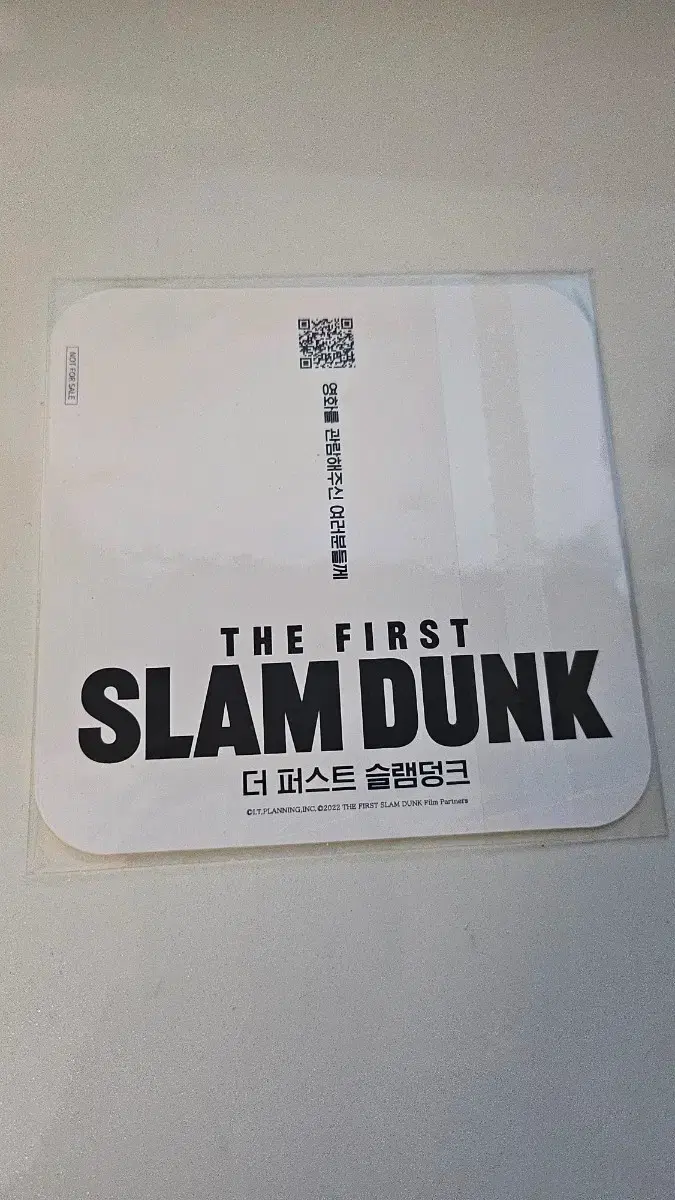 NOT FOR SALE
영화를 관람해주신 여러분들께
THE FIRST
SLAM DUNK
더 퍼스트 슬램덩크
©I.T.PLANNING,INC. ©2022 THE FIRST SLAM DUNK Film Partners